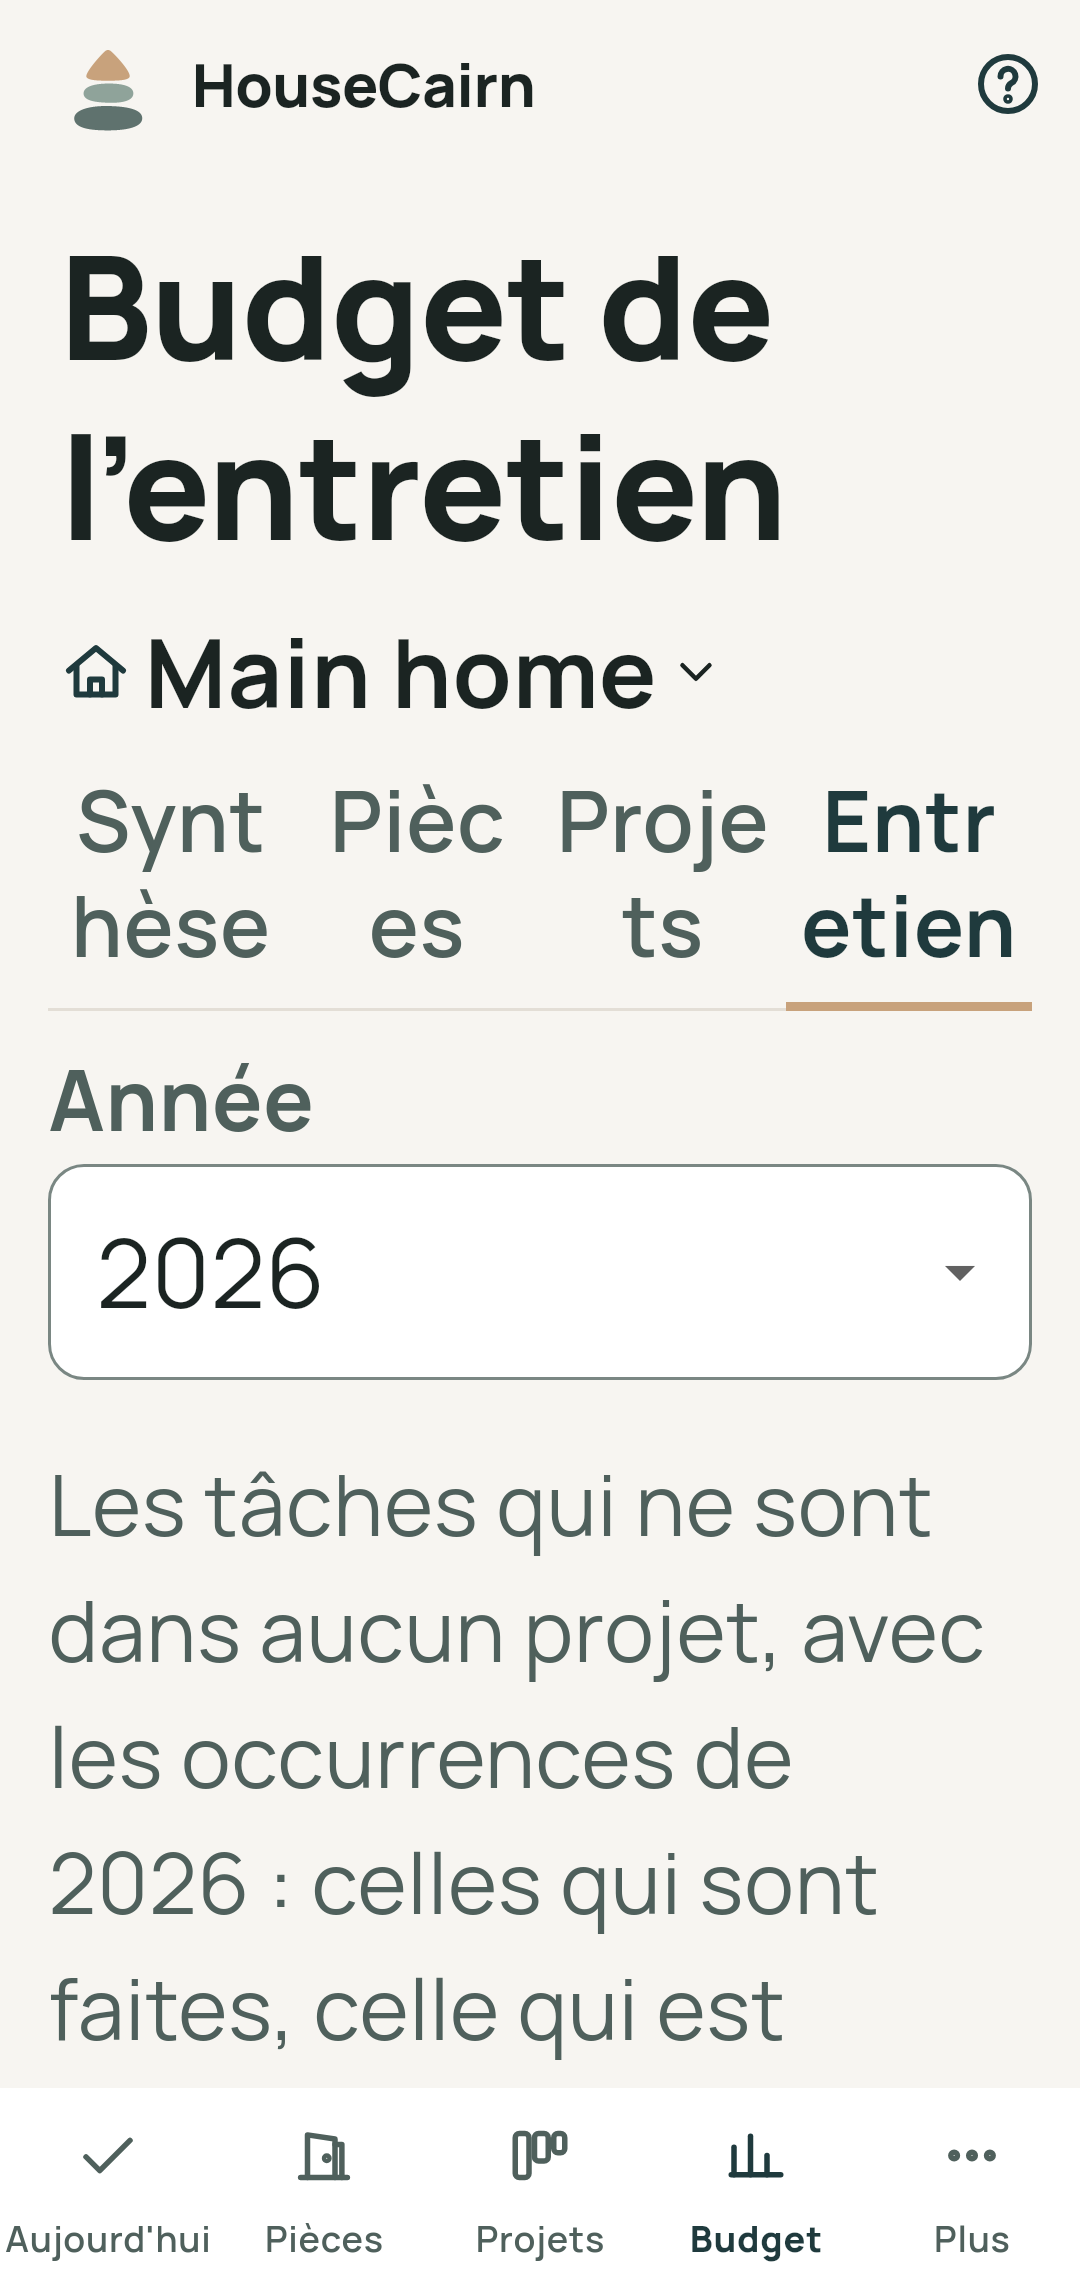 HouseCairn
Budget de
l’entretien
Main home
Synt
hèse
Pièc
es
Proje
ts
Entr
etien
Année
2026
Les tâches qui ne sont
dans aucun projet, avec
les occurrences de
2026 : celles qui sont
faites, celle qui est
Aujourd'hui
Pièces
Projets
Budget
Plus